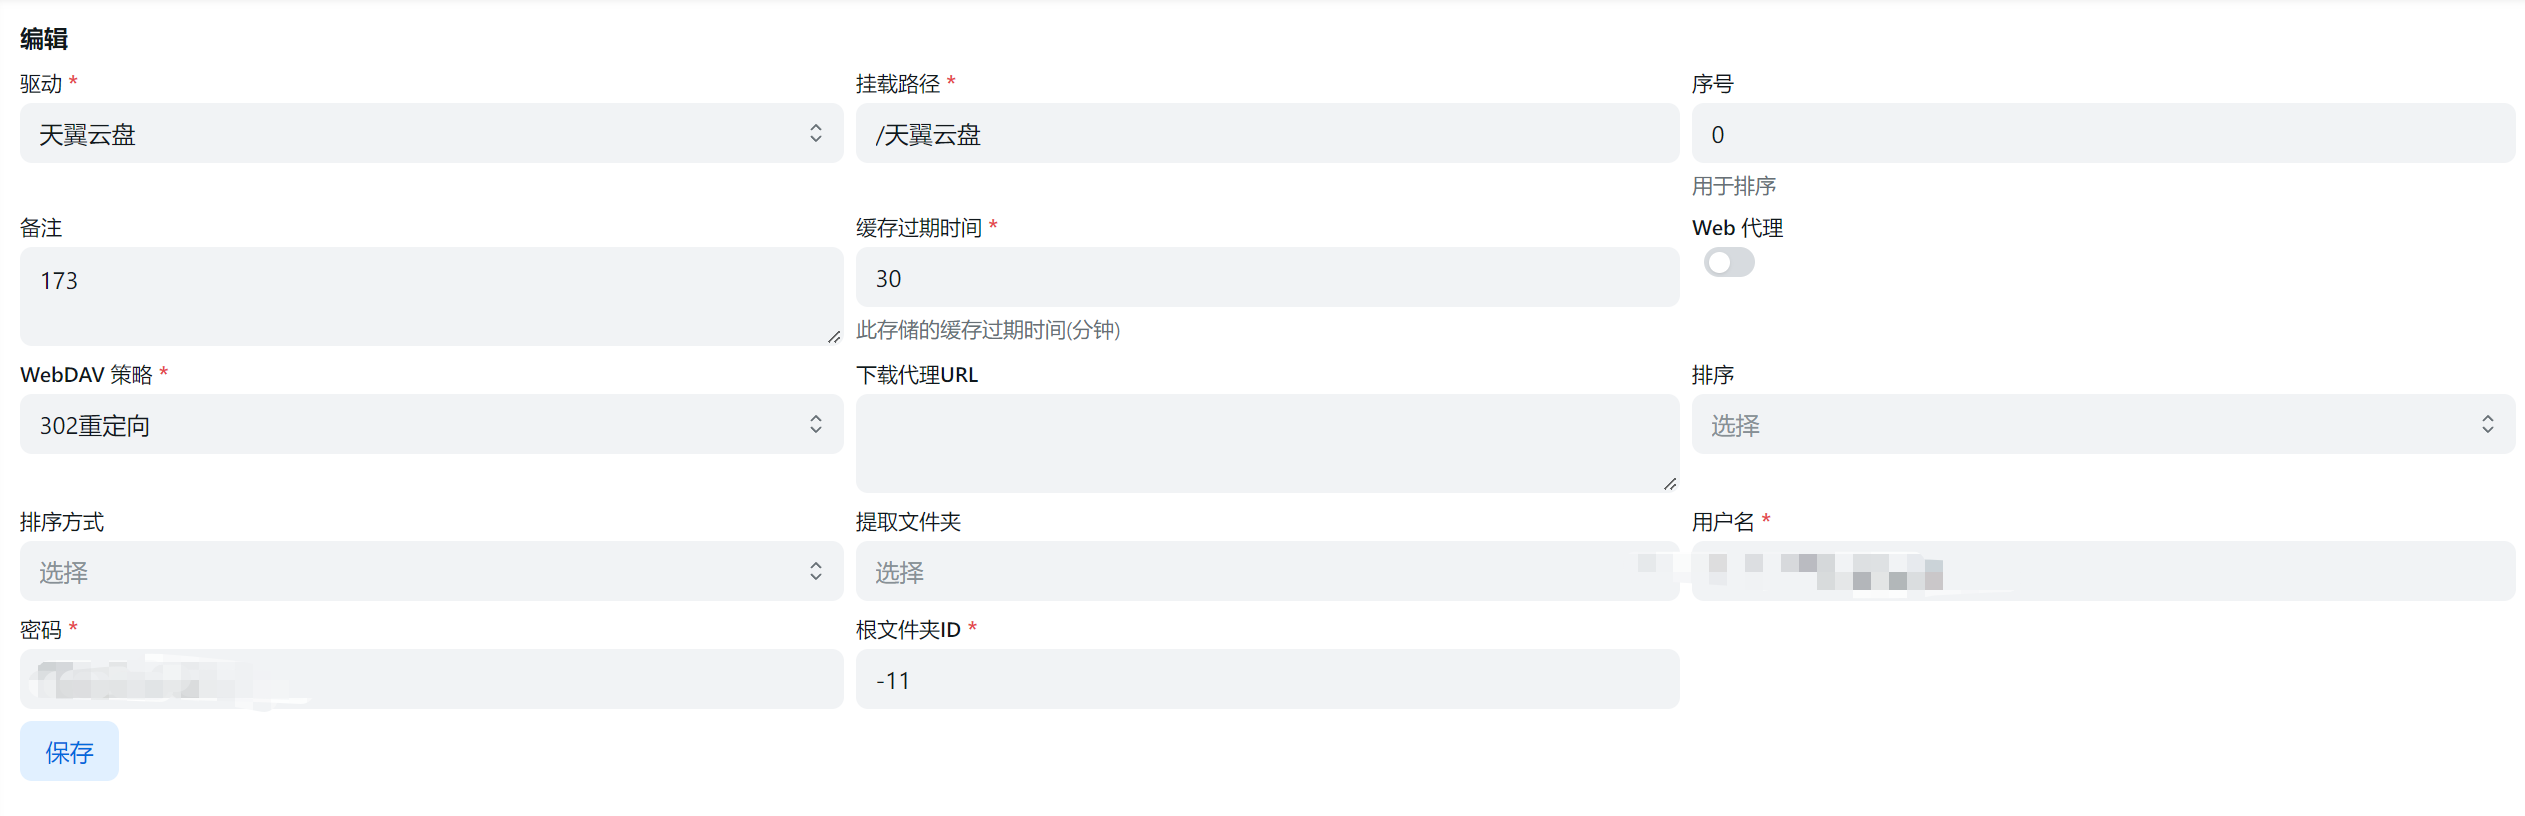 编辑
驱动 *
天翼云盘
挂载路径 *
/天翼云盘
序号
0
用于排序
备注
173
缓存过期时间 *
30
此存储的缓存过期时间(分钟)
Web 代理
WebDAV 策略 *
302重定向
下载代理URL
排序
选择
排序方式
选择
提取文件夹
选择
用户名 *
密码 *
根文件夹ID *
-11
保存